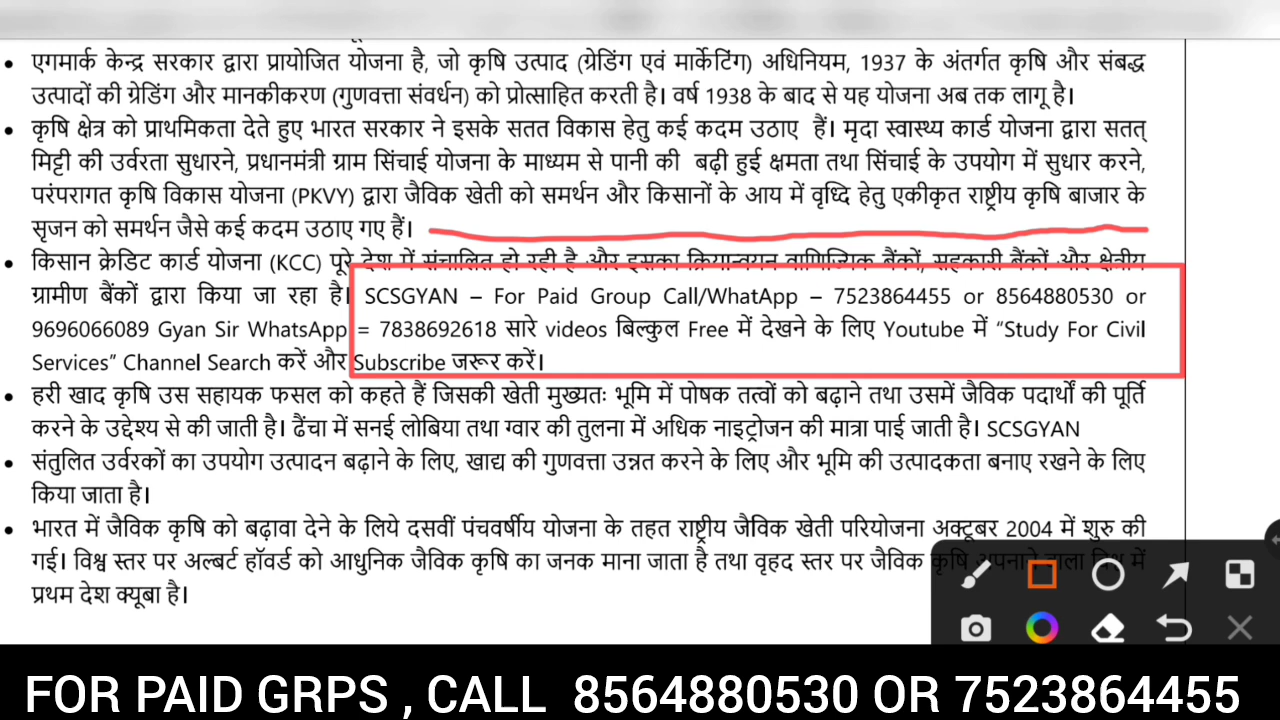 • एगमार्क केन्द्र सरकार द्वारा प्रायोजित योजना है, जो कृषि उत्पाद (ग्रेडिंग एवं मार्केटिंग) अधिनियम, 1937 के अंतर्गत कृषि और संबद्ध
उत्पादों की ग्रेडिंग और मानकीकरण (गुणवत्ता संवर्धन) को प्रोत्साहित करती है। वर्ष 1938 के बाद से यह योजना अब तक लागू है।
• कृषि क्षेत्र को प्राथमिकता देते हुए भारत सरकार ने इसके सतत विकास हेतु कई कदम उठाए हैं। मृदा स्वास्थ्य कार्ड योजना द्वारा सतत्
मिट्टी की उर्वरता सुधारने, प्रधानमंत्री ग्राम सिंचाई योजना के माध्यम से पानी की बढ़ी हुई क्षमता तथा सिंचाई के उपयोग में सुधार करने,
परंपरागत कृषि विकास योजना (PKVY) द्वारा जैविक खेती को समर्थन और किसानों के आय में वृध्दि हेतु एकीकृत राष्ट्रीय कृषि बाजार के
सृजन को समर्थन जैसे कई कदम उठाए गए हैं।
• किसान क्रेडिट कार्ड योजना (KCC) पूरे देश में संचालित हो रही है और इसका क्रियान्वयन वाणिज्यिक बैंकों, सहकारी बैंकों और क्षेत्रीय
ग्रामीण बैंकों द्वारा किया जा रहा है। SCSGYAN – For Paid Group Call/WhatApp – 7523864455 or 8564880530 or
9696066089 Gyan Sir WhatsApp = 7838692618 सारे videos बिल्कुल Free में देखने के लिए Youtube में “Study For Civil
Services” Channel Search करें और Subscribe जरूर करें।
• हरी खाद कृषि उस सहायक फसल को कहते हैं जिसकी खेती मुख्यतः भूमि में पोषक तत्वों को बढ़ाने तथा उसमें जैविक पदार्थों की पूर्ति
करने के उद्देश्य से की जाती है। ढैंचा में सनई लोबिया तथा ग्वार की तुलना में अधिक नाइट्रोजन की मात्रा पाई जाती है। SCSGYAN
• संतुलित उर्वरकों का उपयोग उत्पादन बढ़ाने के लिए, खाद्य की गुणवत्ता उन्नत करने के लिए और भूमि की उत्पादकता बनाए रखने के लिए
किया जाता है।
• भारत में जैविक कृषि को बढ़ावा देने के लिये दसवीं पंचवर्षीय योजना के तहत राष्ट्रीय जैविक खेती परियोजना अक्टूबर 2004 में शुरु की
गई। विश्व स्तर पर अल्बर्ट हॉवर्ड को आधुनिक जैविक कृषि का जनक माना जाता है तथा वृहद स्तर पर जैविक कृषि अपनाने वाला विश्व में
प्रथम देश क्यूबा है।
FOR PAID GRPS , CALL 8564880530 OR 7523864455